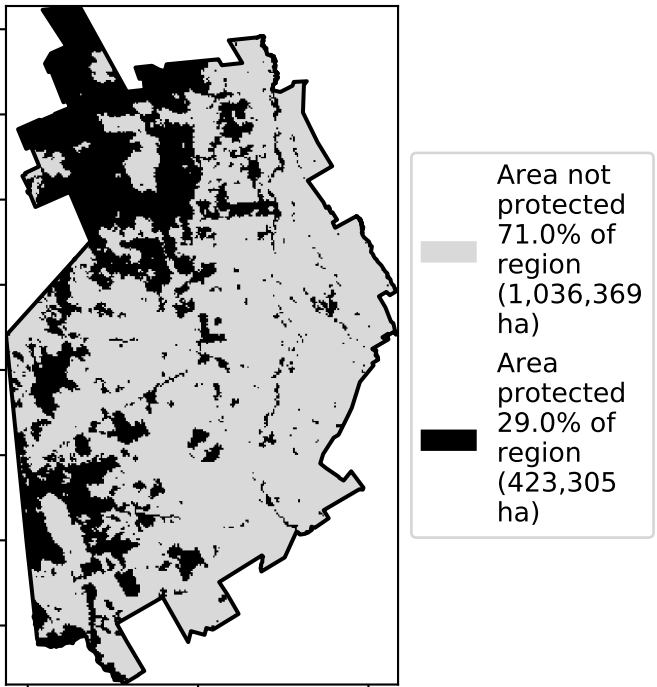 Area not
protected
71.0% of
region
(1,036,369
ha)
Area
protected
29.0% of
region
(423,305
ha)